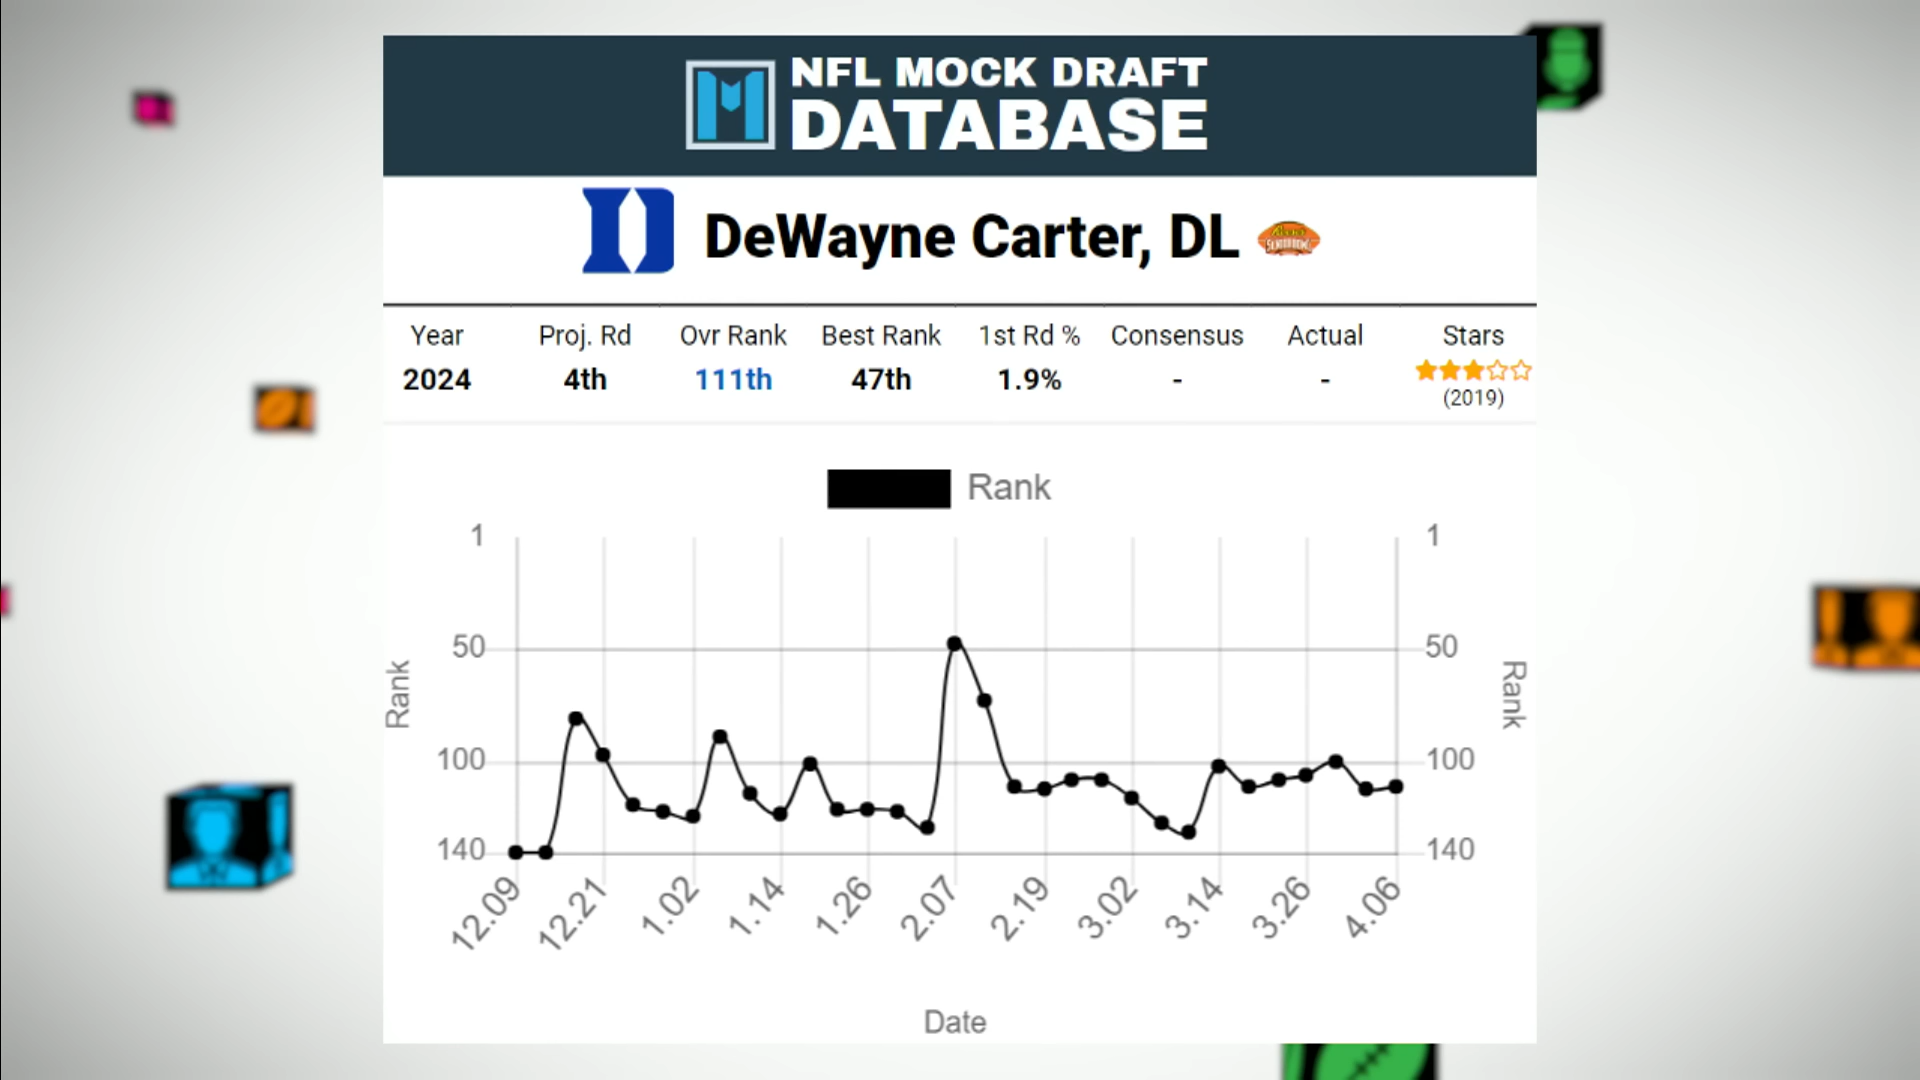 NFL MOCK DRAFT
DATABASE
DeWayne Carter, DL
Reese's
SENIOR BOWL
Year Proj. Rd Ovr Rank Best Rank 1st Rd % Consensus Actual Stars
2024 4th 111th 47th 1.9% - -
(2019)
Rank
1 1
50 50
100 100
140 140
Rank Rank
12.09 12.21 1.02 1.14 1.26 2.07 2.19 3.02 3.14 3.26 4.06
Date